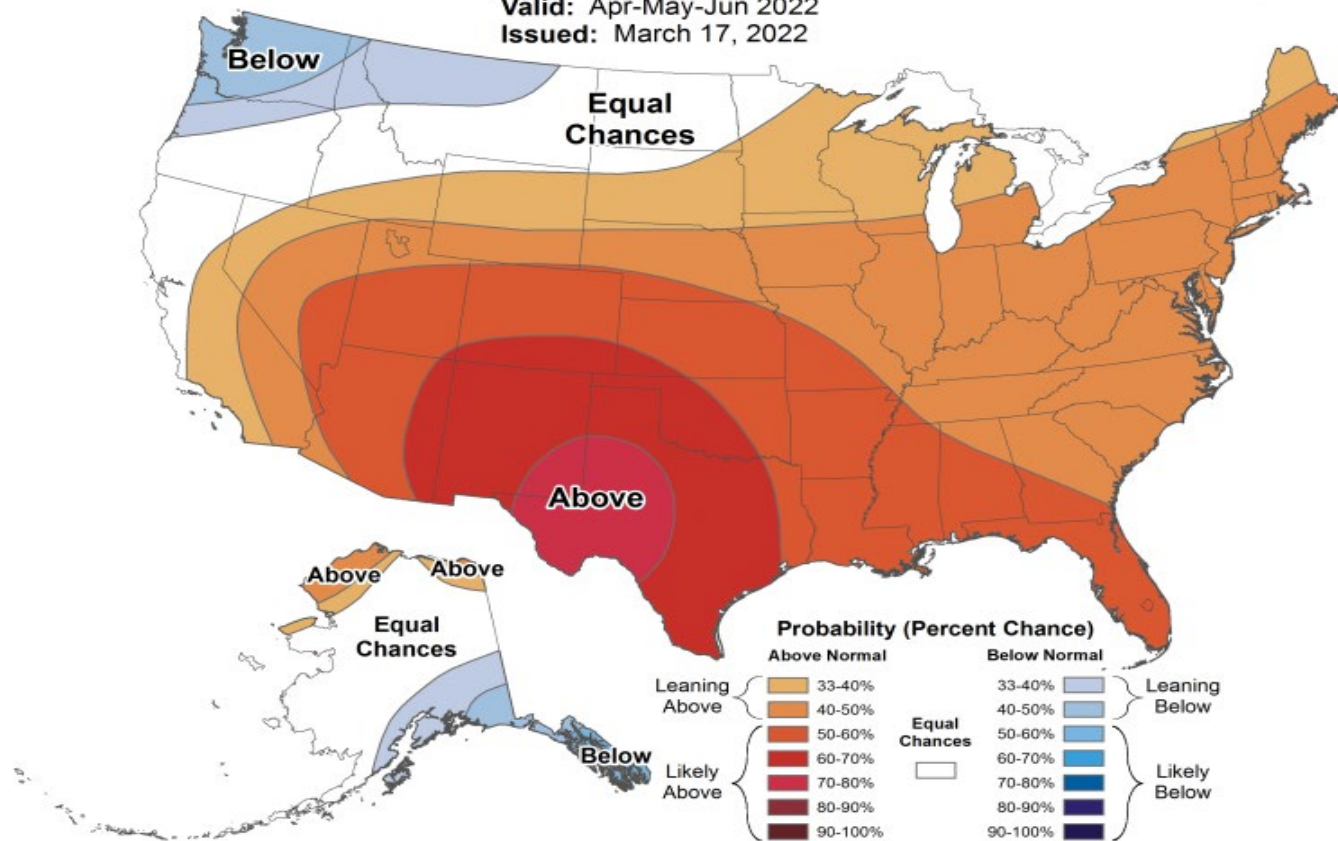 Valid: Apr-May-Jun 2022
Issued: March 17, 2022
Below
Equal
Chances
Above
Above
Above
Equal
Chances
Below
Probability (Percent Chance)
Above Normal
Below Normal
Leaning
Above
33-40%
40-50%
50-60%
60-70%
70-80%
80-90%
90-100%
Likely
Above
Equal
Chances
33-40%
40-50%
50-60%
60-70%
70-80%
80-90%
90-100%
Leaning
Below
Likely
Below